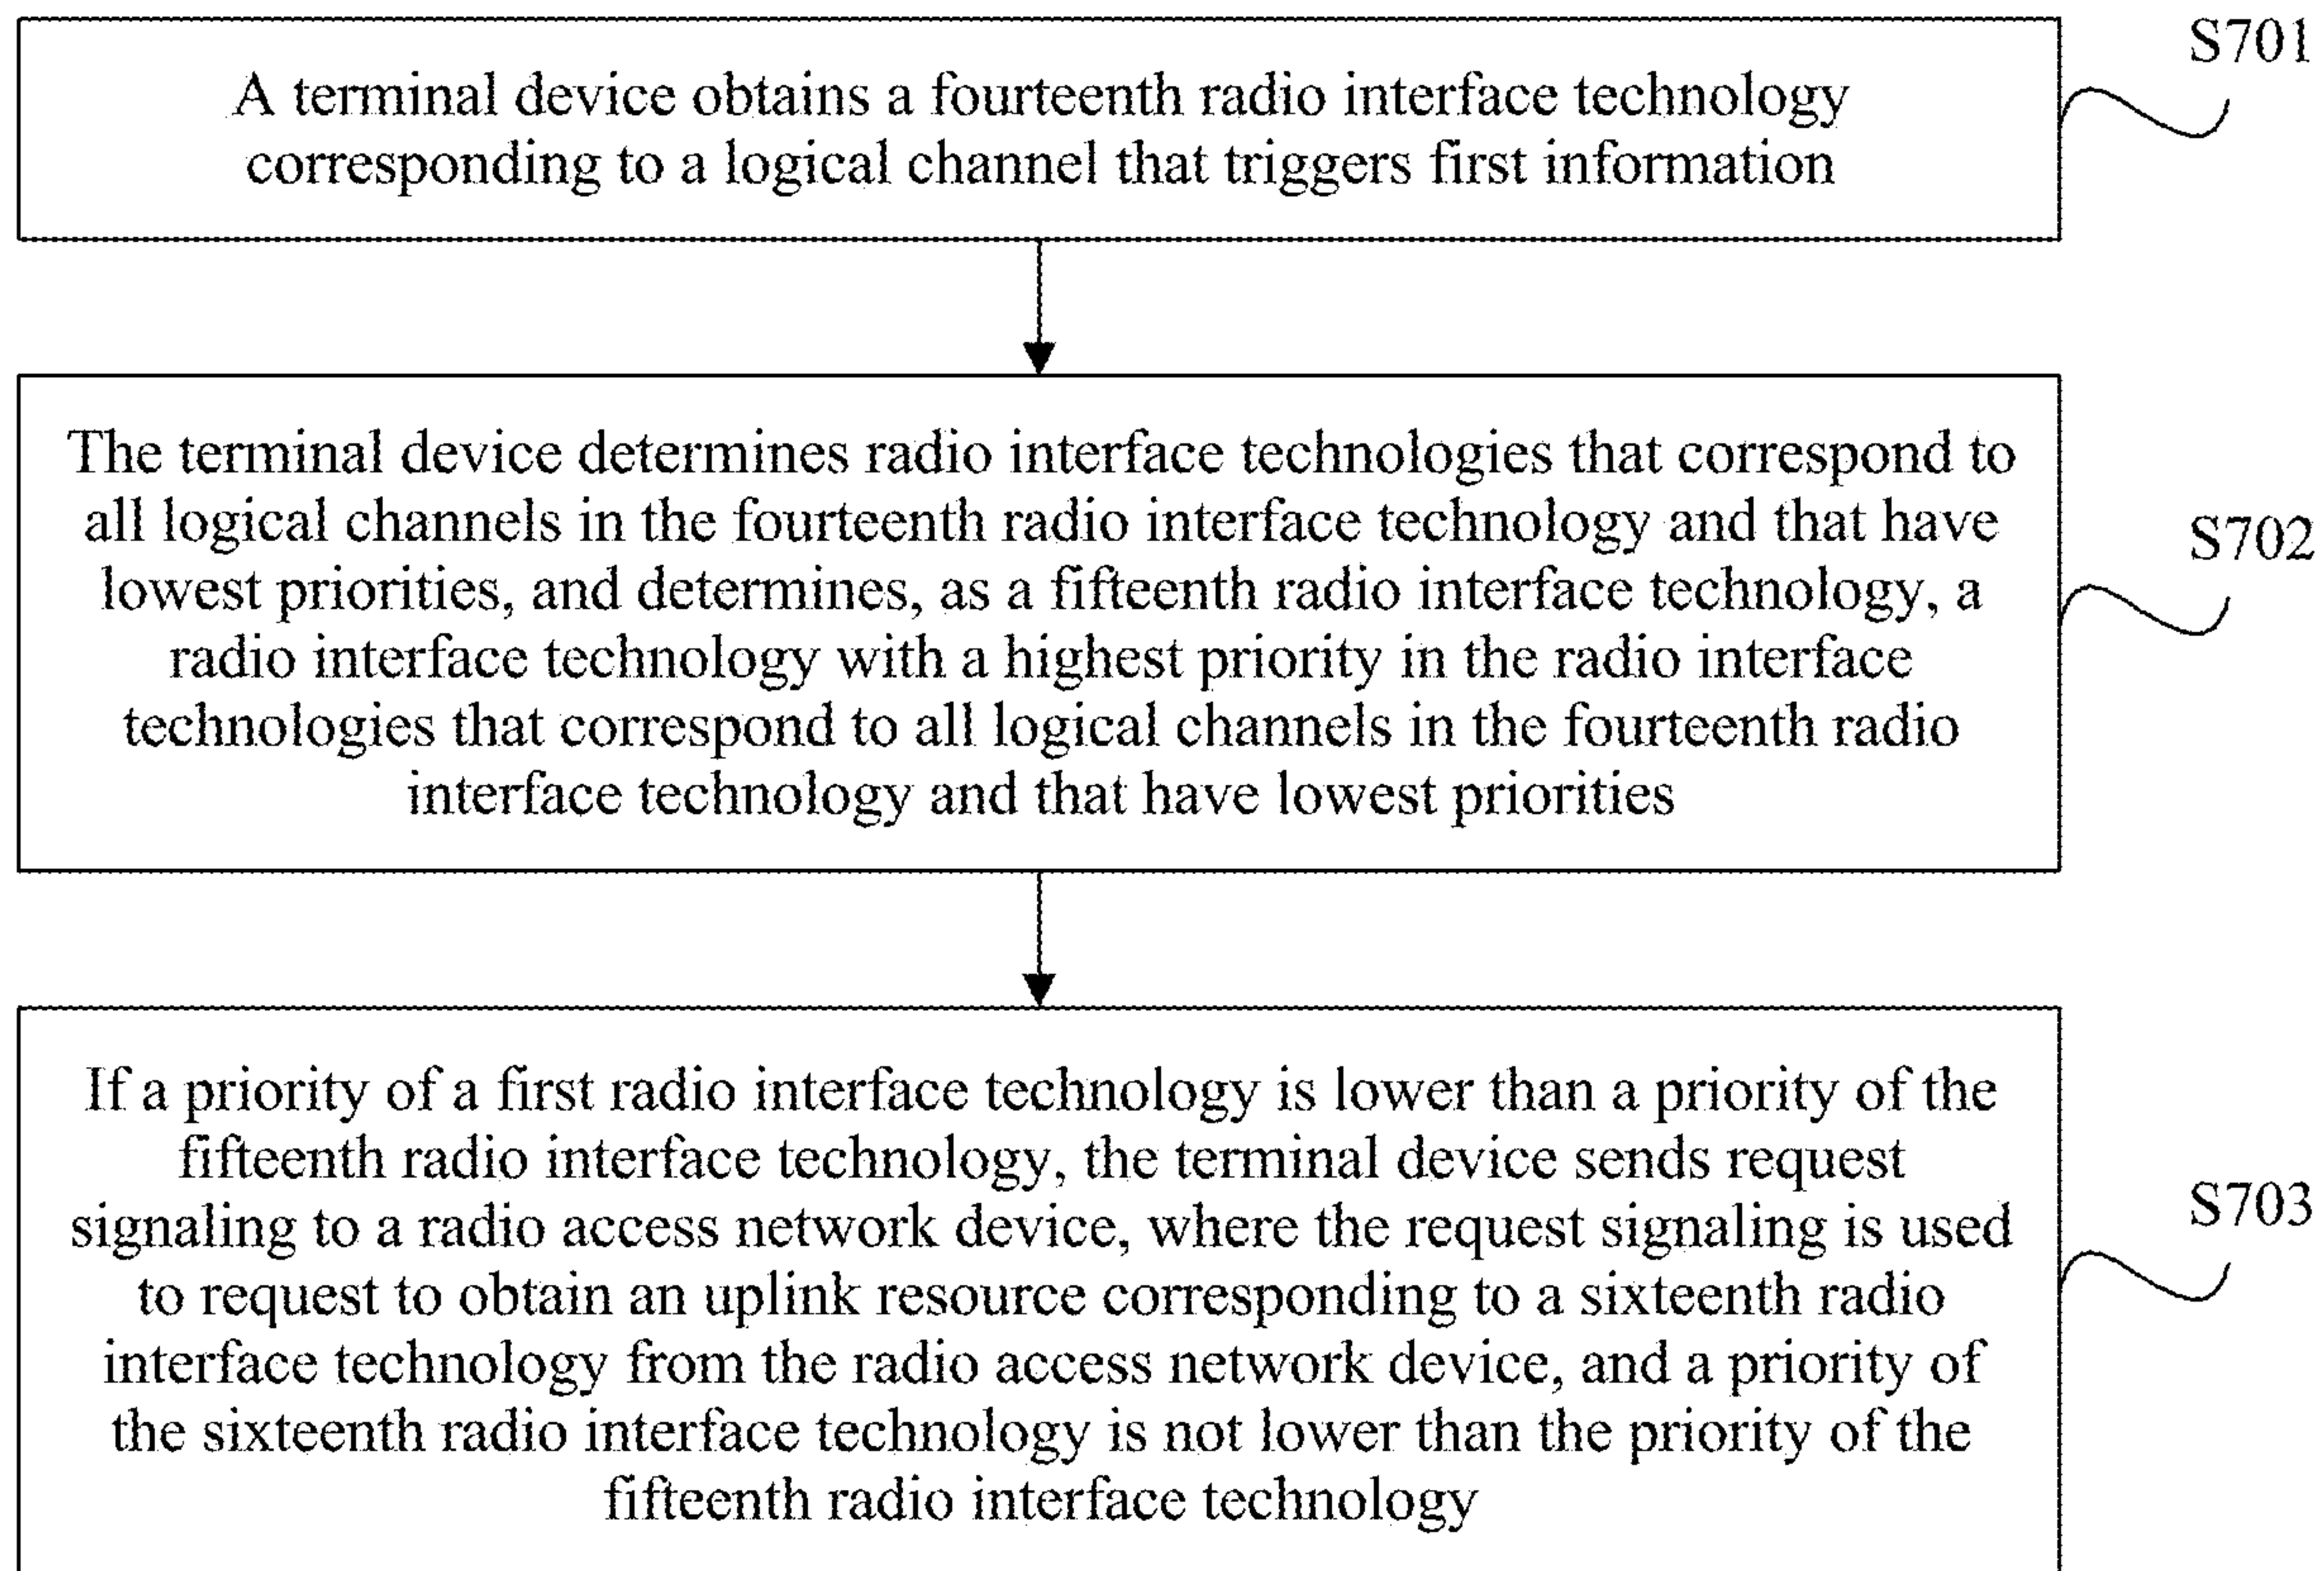 A terminal device obtains a fourteenth radio interface technology
corresponding to a logical channel that triggers first information
S701
The terminal device determines radio interface technologies that correspond to
all logical channels in the fourteenth radio interface technology and that have
lowest priorities, and determines, as a fifteenth radio interface technology, a
radio interface technology with a highest priority in the radio interface
technologies that correspond to all logical channels in the fourteenth radio
interface technology and that have lowest priorities
S702
If a priority of a first radio interface technology is lower than a priority of the
fifteenth radio interface technology, the terminal device sends request
signaling to a radio access network device, where the request signaling is used
to request to obtain an uplink resource corresponding to a sixteenth radio
interface technology from the radio access network device, and a priority of
the sixteenth radio interface technology is not lower than the priority of the
fifteenth radio interface technology
S703